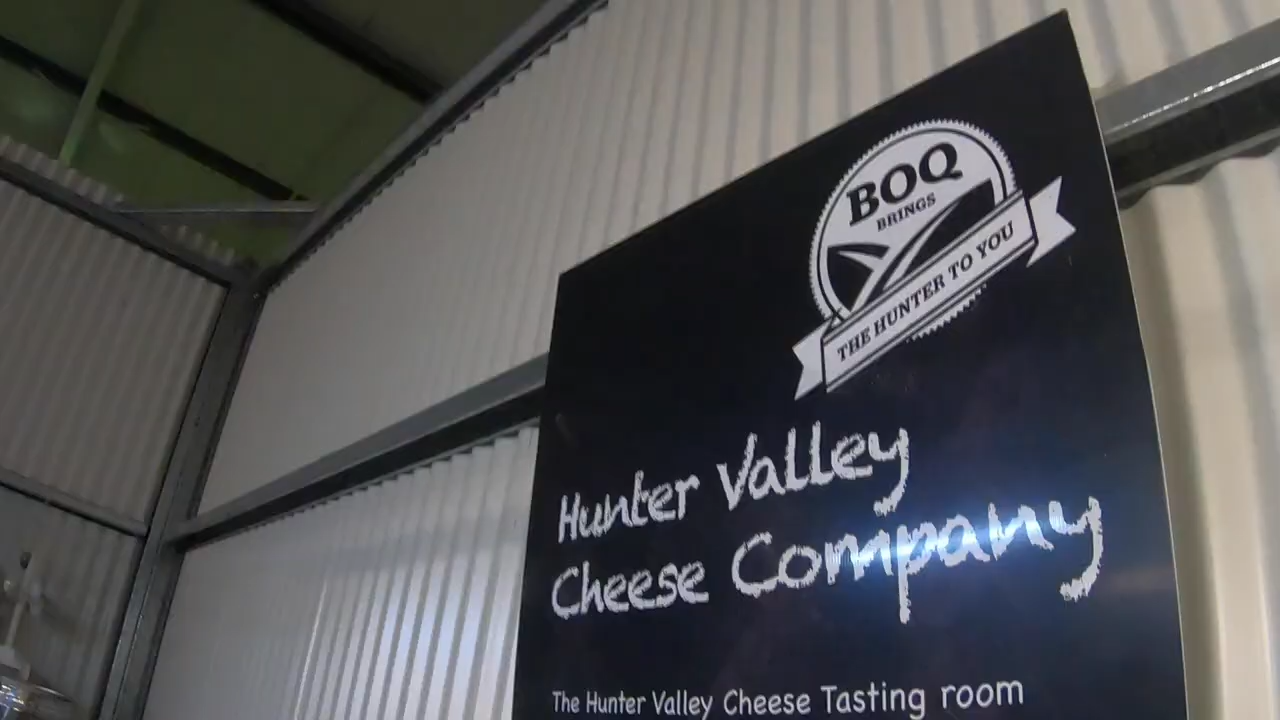 BOQ
BRINGS
THE HUNTER TO YOU
Hunter Valley
Cheese Company
The Hunter Valley Cheese Tasting room